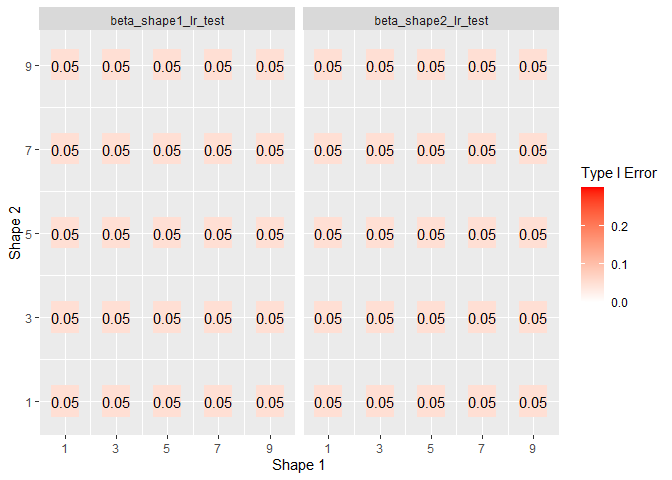 beta_shape1_lr_test beta_shape2_lr_test
9 0.05 0.05 0.05 0.05 0.05 0.05 0.05 0.05 0.05 0.05
7 0.05 0.05 0.05 0.05 0.05 0.05 0.05 0.05 0.05 0.05
5 0.05 0.05 0.05 0.05 0.05 0.05 0.05 0.05 0.05 0.05
3 0.05 0.05 0.05 0.05 0.05 0.05 0.05 0.05 0.05 0.05
1 0.05 0.05 0.05 0.05 0.05 0.05 0.05 0.05 0.05 0.05
1 3 5 7 9 1 3 5 7 9
Shape 1
Shape 2
Type I Error
0.2
0.1
0.0